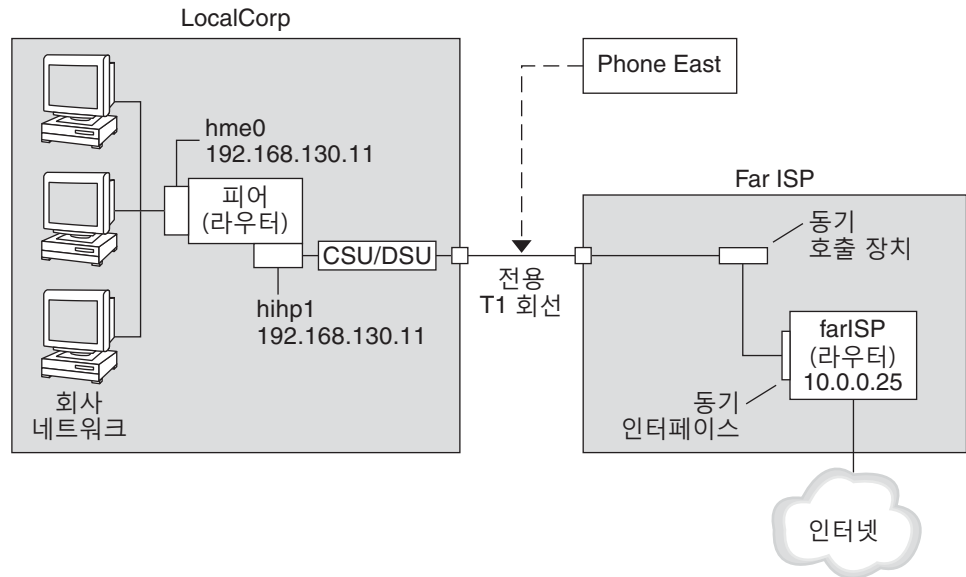 LocalCorp
Phone East
hme0
192.168.130.11
피어
(라우터)
CSU/DSU
hihp1
192.168.130.11
회사
네트워크
전용
T1 회선
Far ISP
동기
호출 장치
farISP
(라우터)
10.0.0.25
동기
인터페이스
인터넷